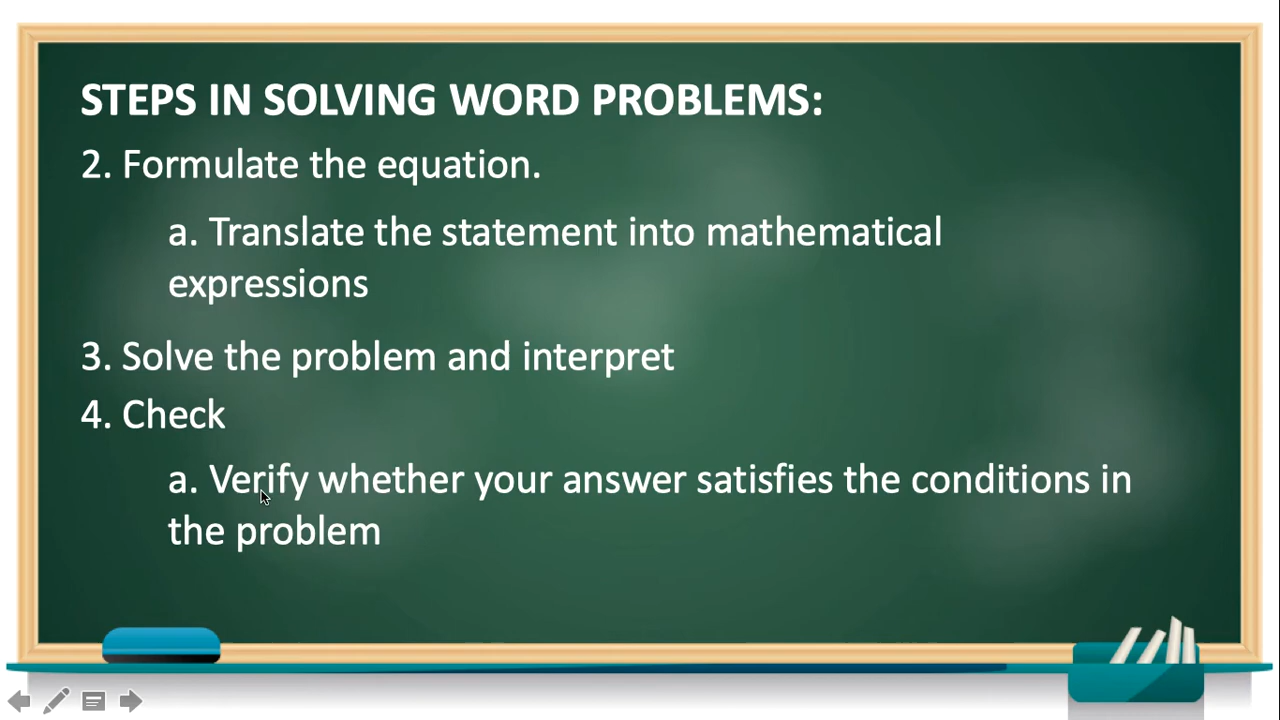 STEPS IN SOLVING WORD PROBLEMS:
2. Formulate the equation.
a. Translate the statement into mathematical
expressions
3. Solve the problem and interpret
4. Check
a. Verify whether your answer satisfies the conditions in
the problem